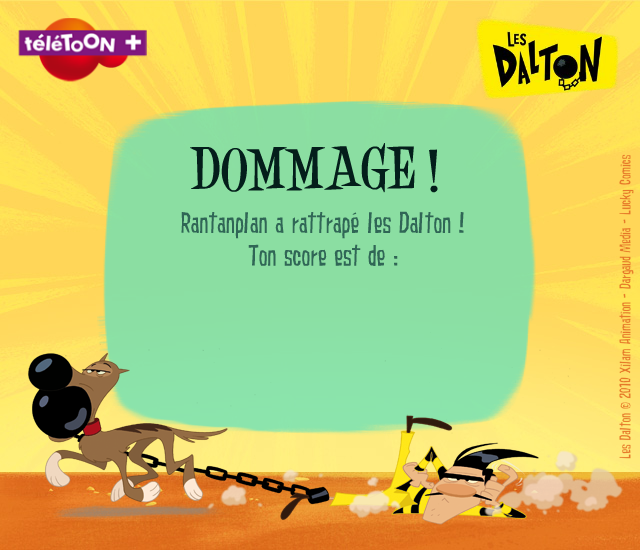 téLéTOON +
LES
DALTON
DOMMAGE !
Rantanplan a rattrapé les Dalton !
Ton score est de :
Les Dalton © 2010 Xilam Animation - Dargaud Media - Lucky Comics